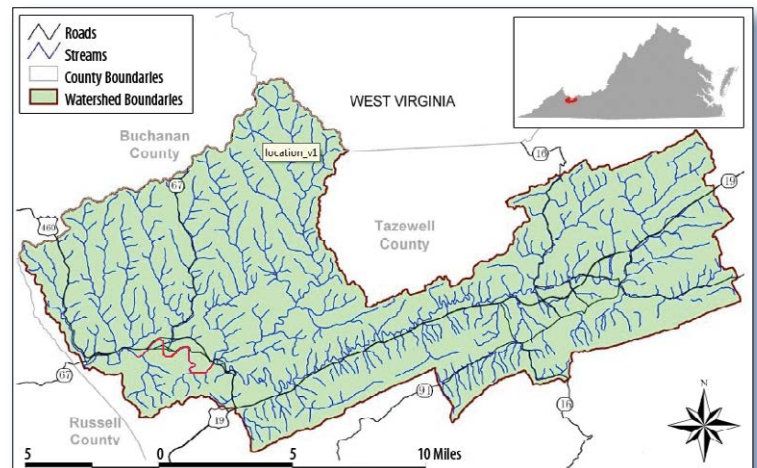 Roads
Streams
County Boundaries
Watershed Boundaries
WEST VIRGINIA
Buchanan
County
location_v1
16
67
19
460
Tazewell
County
67
91
16
19
Russell
County
N
5 0 5 10 Miles